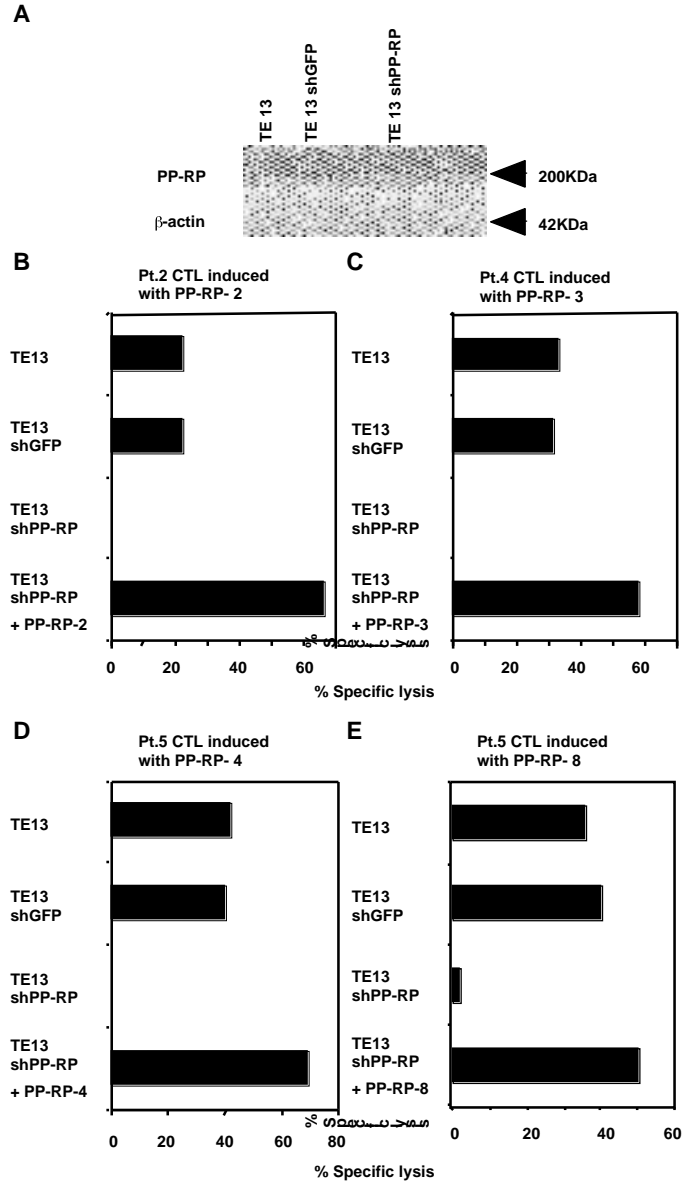 A
TE 13
TE 13 shGFP
TE 13 shPP-RP
PP-RP
200KDa
β-actin
42KDa
B
Pt.2 CTL induced
with PP-RP- 2
TE13
TE13
shGFP
TE13
shPP-RP
TE13
shPP-RP
+ PP-RP-2
0 20 40 60
C
Pt.4 CTL induced
with PP-RP- 3
TE13
TE13
shGFP
TE13
shPP-RP
TE13
shPP-RP
+ PP-RP-3
0 20 40 60
% Specific lysis
D
Pt.5 CTL induced
with PP-RP- 4
TE13
TE13
shGFP
TE13
shPP-RP
TE13
shPP-RP
+ PP-RP-4
0 20 40 60 80
E
Pt.5 CTL induced
with PP-RP- 8
TE13
TE13
shGFP
TE13
shPP-RP
TE13
shPP-RP
+ PP-RP-8
0 20 40 60
% Specific lysis